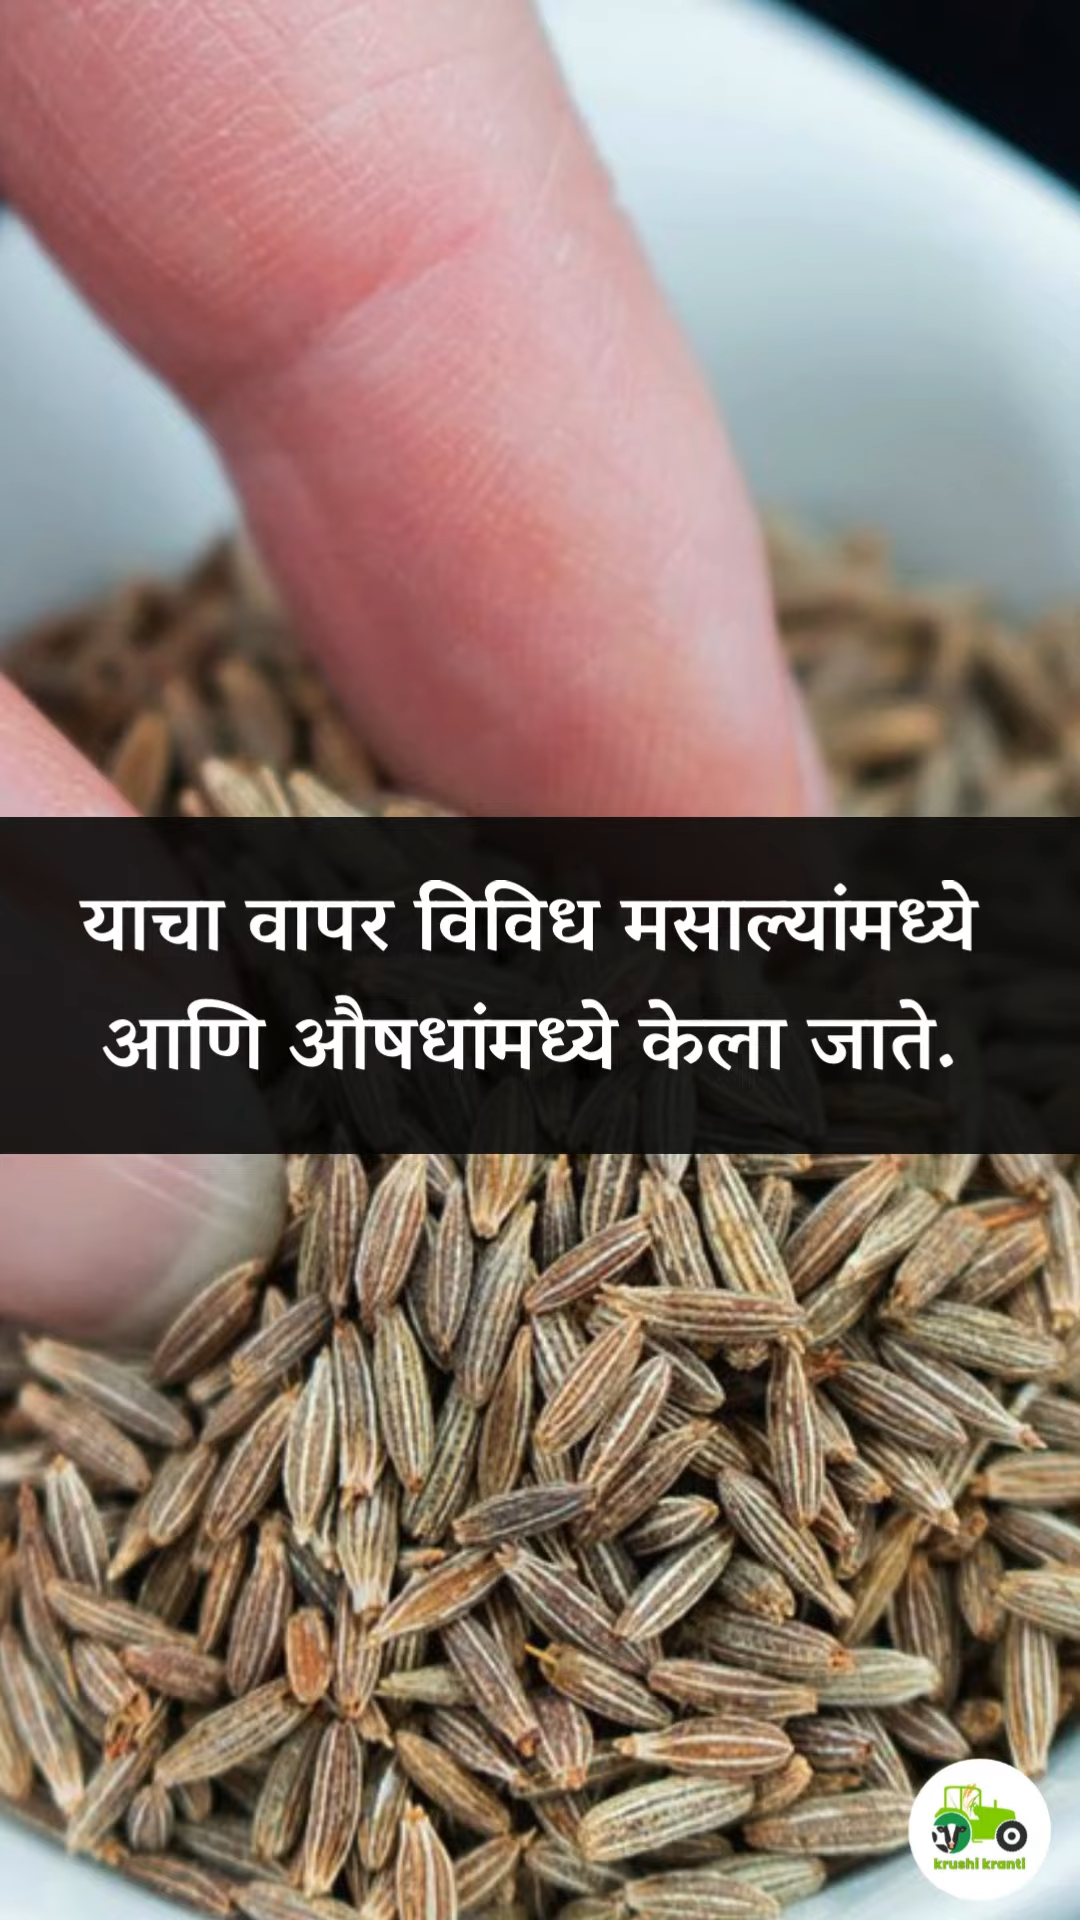 याचा वापर विविध मसाल्यांमध्ये
आणि औषधांमध्ये केला जाते.
krushi kranti